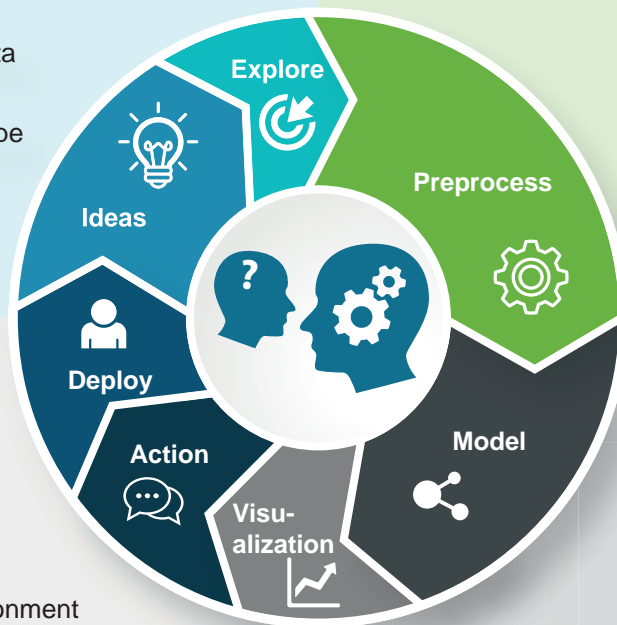 Explore
Preprocess
Ideas
?
Deploy
Model
Action
Visu-
alization